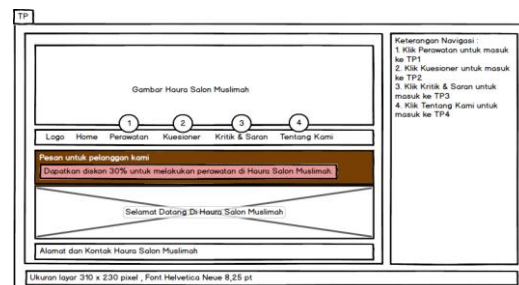 TP
Gambar Haura Salon Muslimah
1 2 3 4
Logo Home Perawatan Kuesioner Kritik & Saran Tentang Kami
Pesan untuk pelanggan kami
Dapatkan diskon 30% untuk melakukan perawatan di Haura Salon Muslimah.
Selamat Datang Di Haura Salon Muslimah
Alamat dan Kontak Haura Salon Muslimah
Keterangan Navigasi :
1. Klik Perawatan untuk masuk
ke TP1
2. Klik Kuesioner untuk masuk
ke TP2
3. Klik Kritik & Saran untuk
masuk ke TP3
4. Klik Tentang Kami untuk
masuk ke TP4
Ukuran layar 310 x 230 pixel , Font Helvetica Neue 8,25 pt